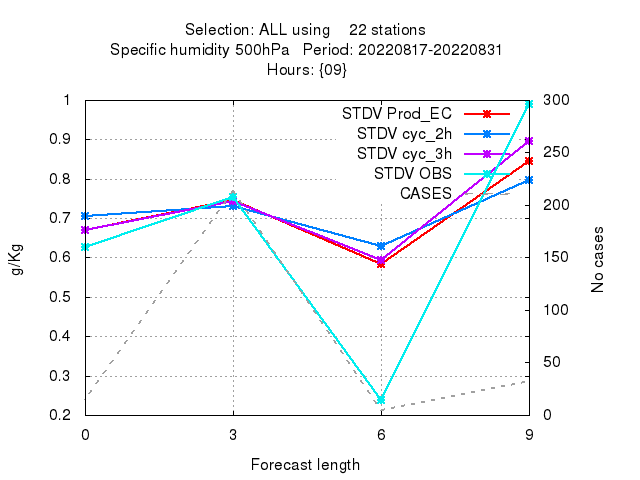 Selection: ALL using 22 stations
Specific humidity 500hPa Period: 20220817-20220831
Hours: {09}
1
0.9
0.8
0.7
0.6
0.5
0.4
0.3
0.2
g/Kg
STDV Prod_EC
STDV cyc_2h
STDV cyc_3h
STDV OBS
CASES
300
250
200
150
100
50
0
No cases
0 3 6 9
Forecast length